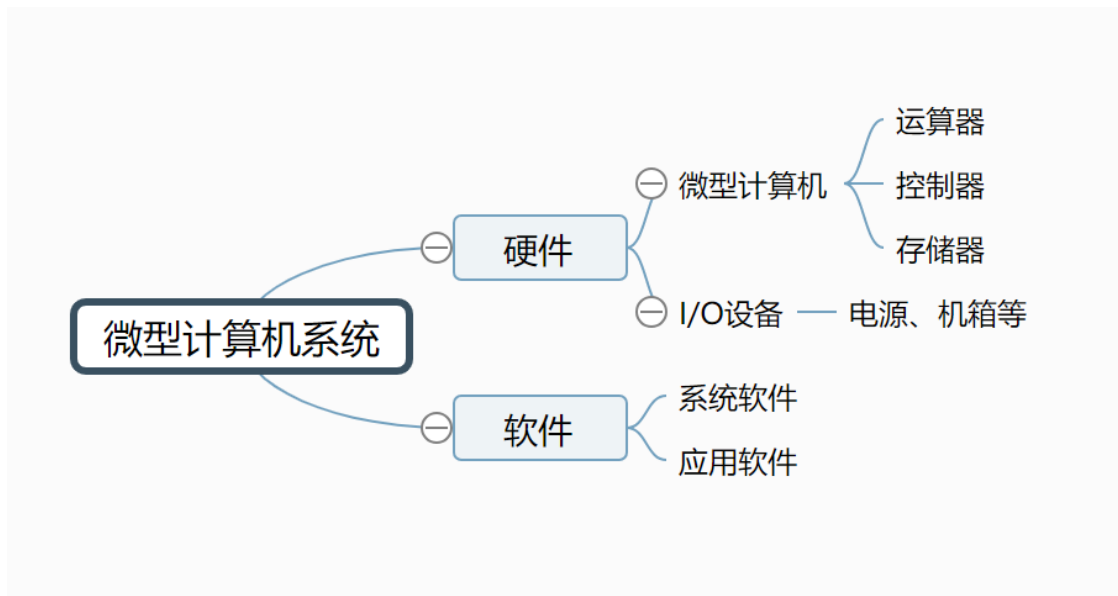 微型计算机系统
硬件
微型计算机
运算器
控制器
存储器
I/O设备
电源、机箱等
软件
系统软件
应用软件